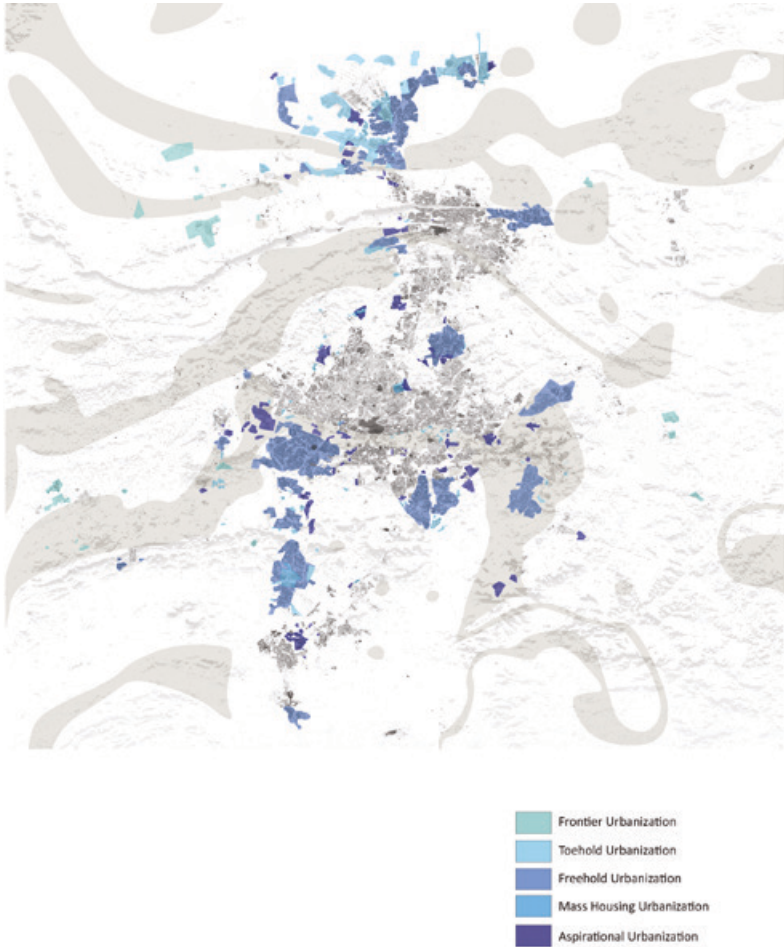 Frontier Urbanization
Toehold Urbanization
Freehold Urbanization
Mass Housing Urbanization
Aspirational Urbanization